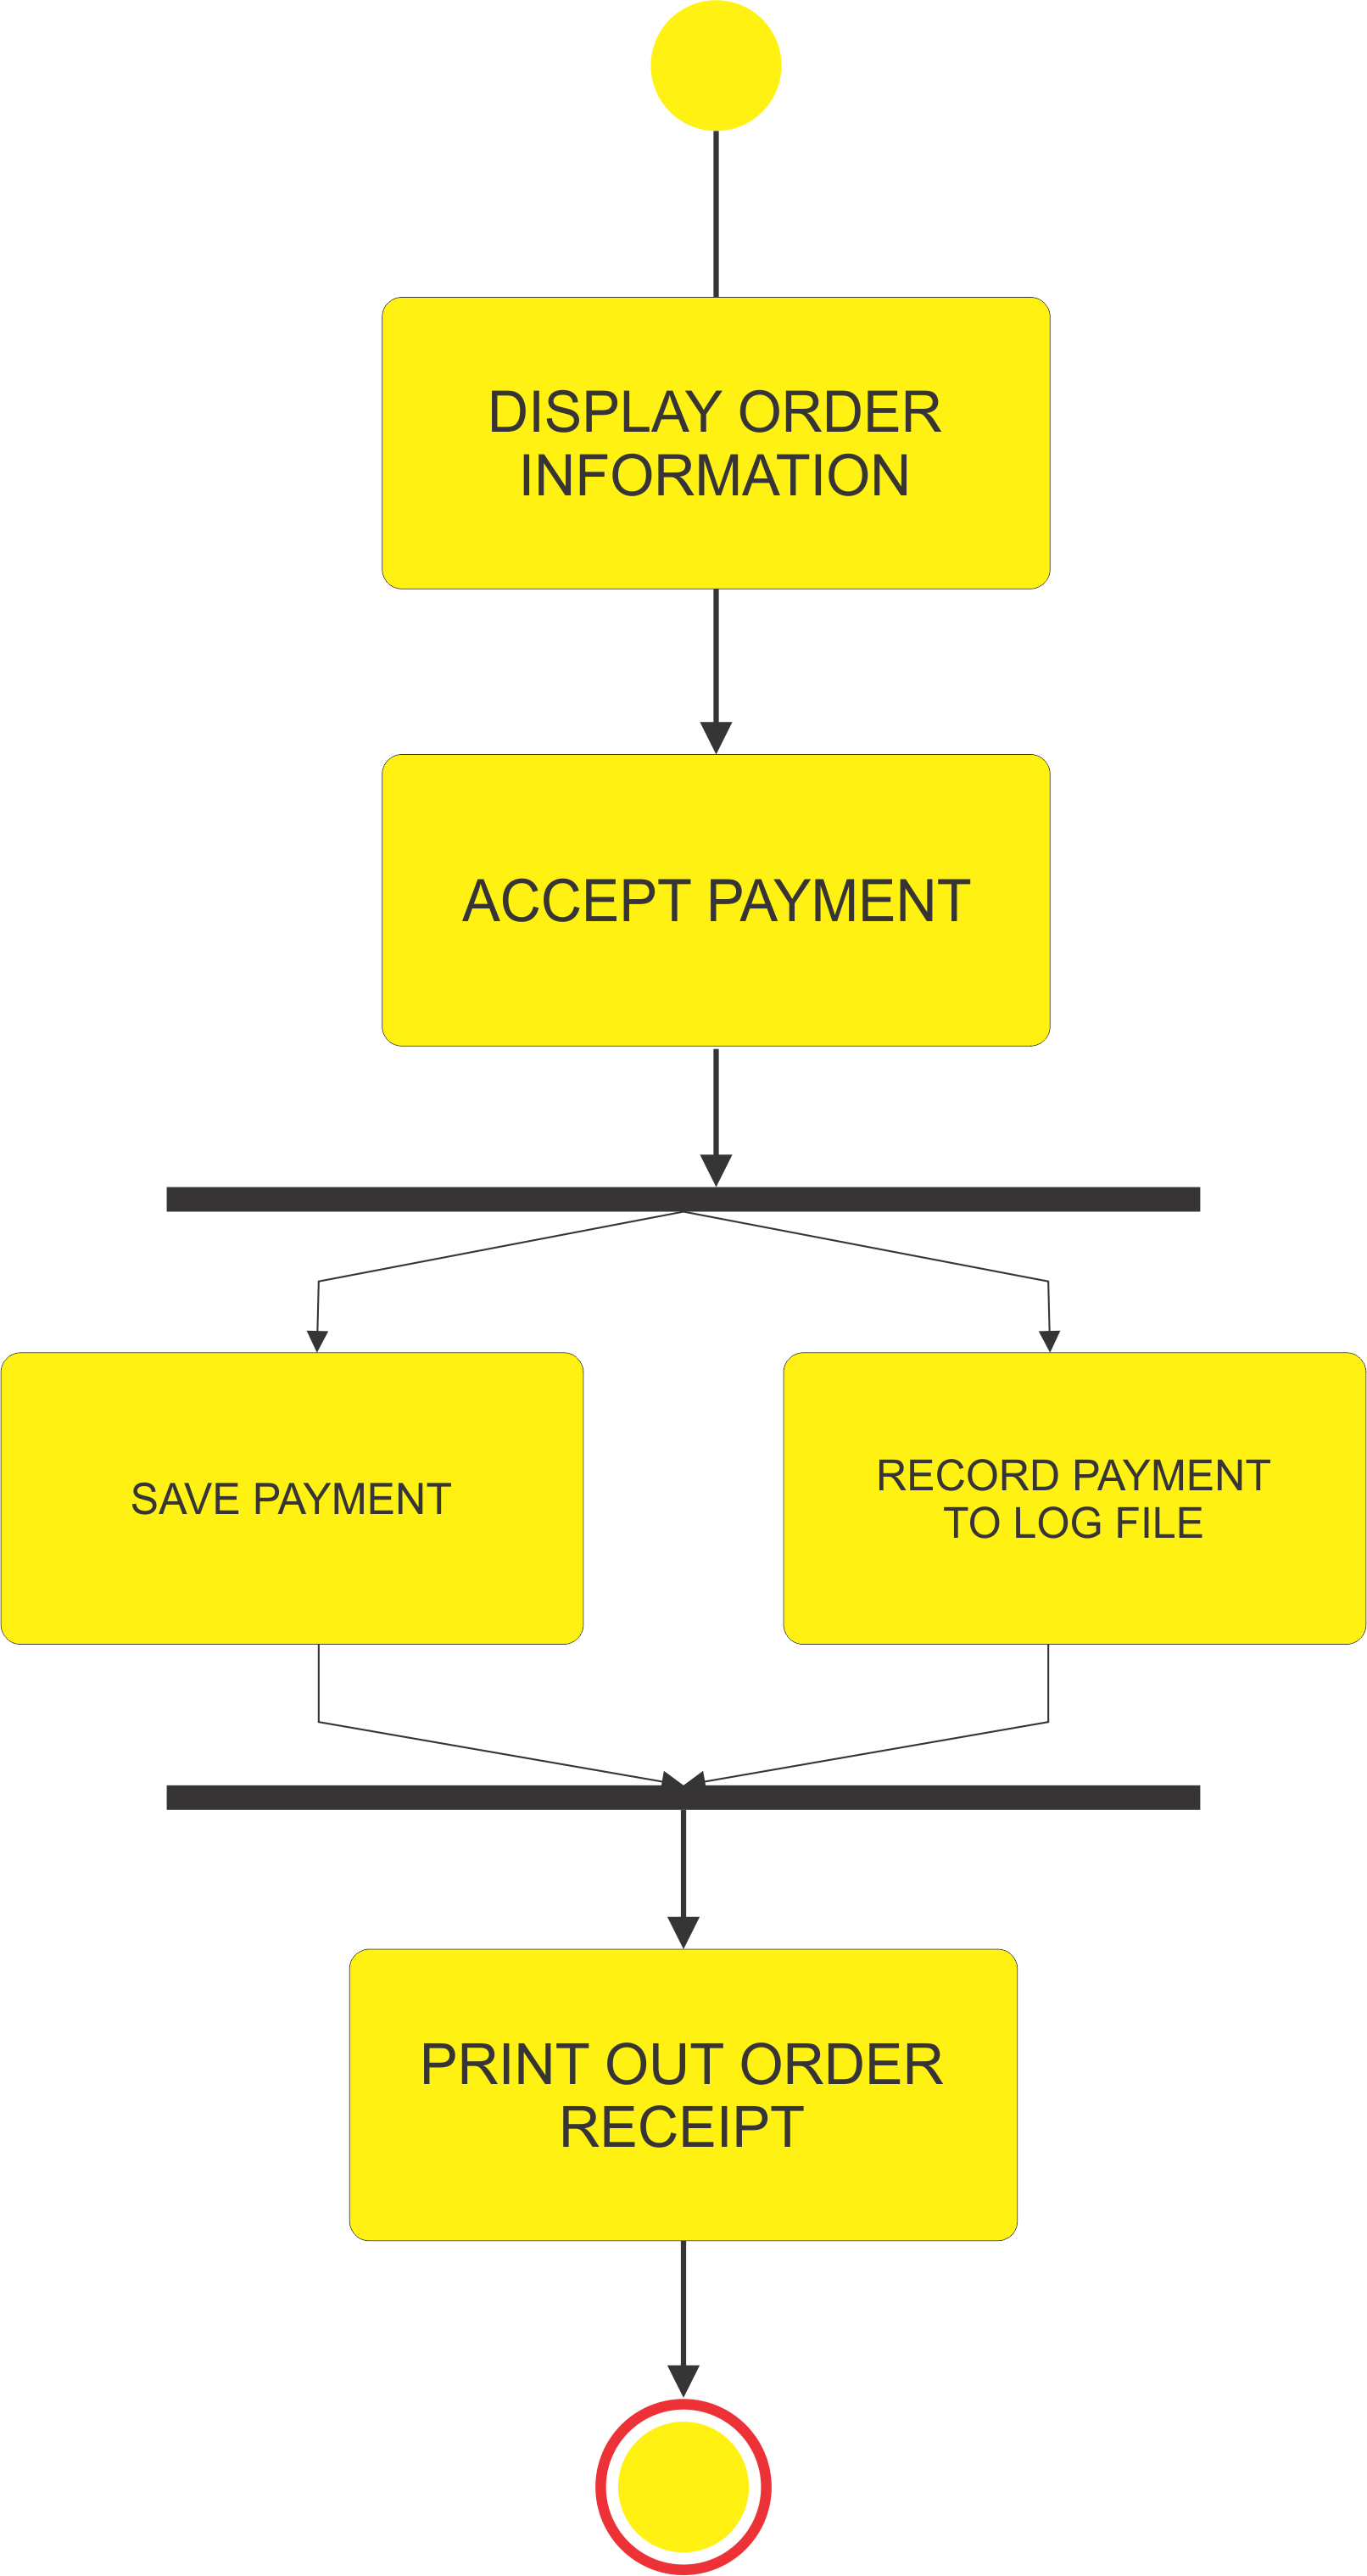 DISPLAY ORDER
INFORMATION
ACCEPT PAYMENT
SAVE PAYMENT
RECORD PAYMENT
TO LOG FILE
PRINT OUT ORDER
RECEIPT